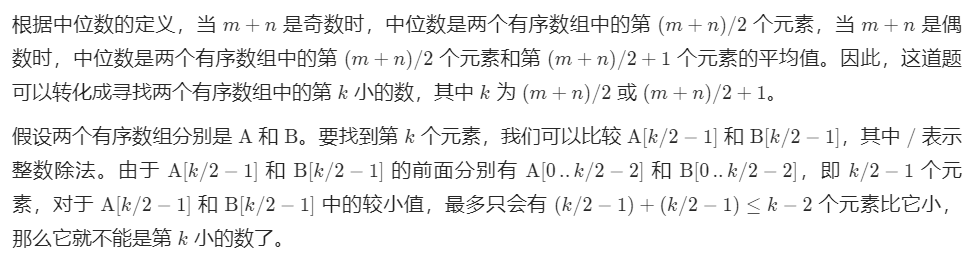 根据中位数的定义，当 m + n 是奇数时，中位数是两个有序数组中的第 (m + n)/2 个元素，当 m + n 是偶
数时，中位数是两个有序数组中的第 (m + n)/2 个元素和第 (m + n)/2 + 1 个元素的平均值。因此，这道题
可以转化成寻找两个有序数组中的第 k 小的数，其中 k 为 (m + n)/2 或 (m + n)/2 + 1。
假设两个有序数组分别是 A 和 B。要找到第 k 个元素，我们可以比较 A[k/2 − 1] 和 B[k/2 − 1]，其中 / 表示
整数除法。由于 A[k/2 − 1] 和 B[k/2 − 1] 的前面分别有 A[0 .. k/2 − 2] 和 B[0 .. k/2 − 2]，即 k/2 − 1 个元
素，对于 A[k/2 − 1] 和 B[k/2 − 1] 中的较小值，最多只会有 (k/2 − 1) + (k/2 − 1) ≤ k − 2 个元素比它小，
那么它就不能是第 k 小的数了。